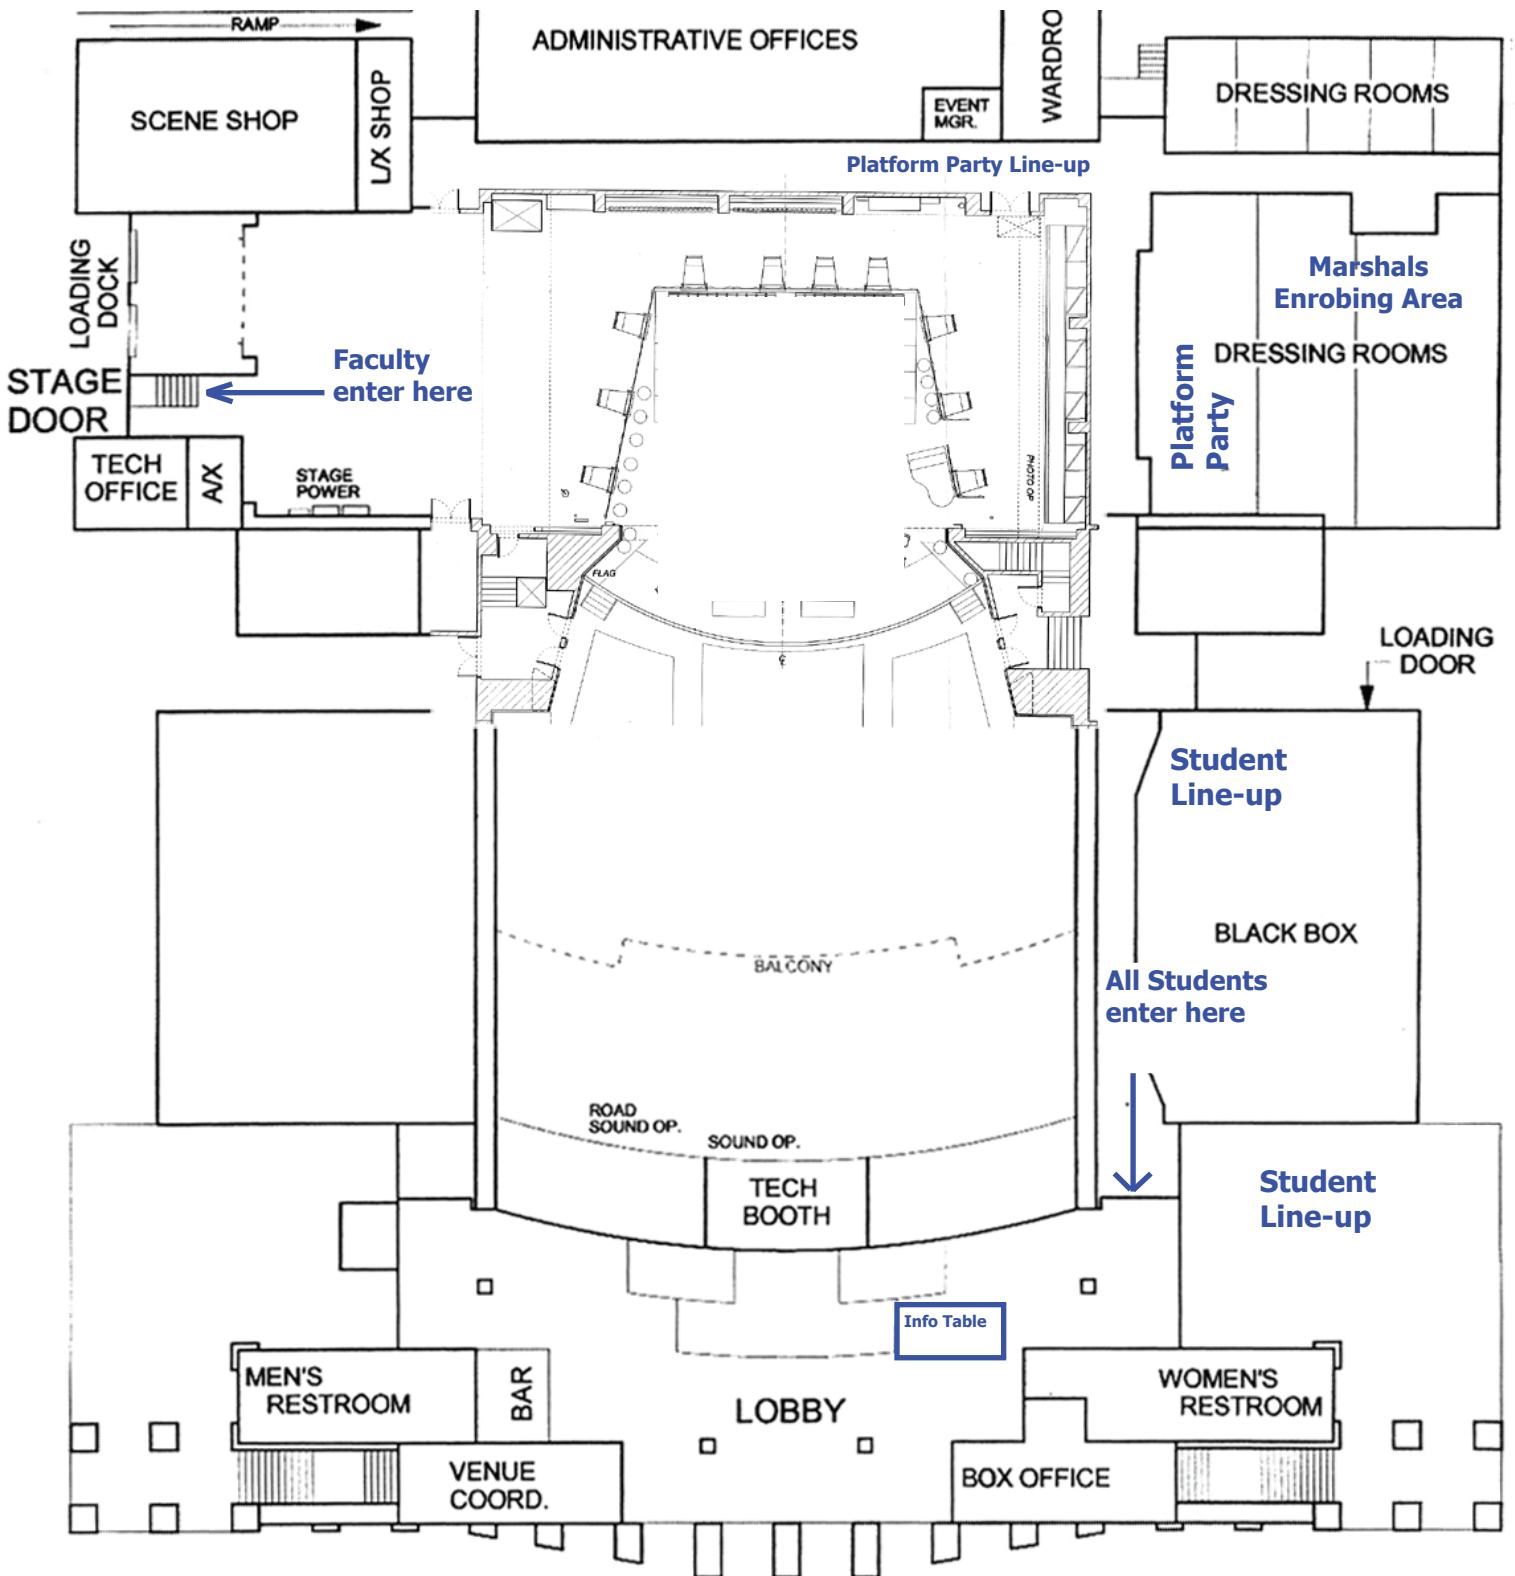 RAMP
ADMINISTRATIVE OFFICES
WARDRO
SCENE SHOP
L/X SHOP
EVENT
MGR.
DRESSING ROOMS
Platform Party Line-up
LOADING
DOCK
Marshals
Enrobing Area
Faculty
enter here
STAGE
DOOR
DRESSING ROOMS
Platform
Party
TECH
OFFICE
A/X
STAGE
POWER
PHOTO OP
FLAG
LOADING
DOOR
Student
Line-up
BLACK BOX
BALCONY
All Students
enter here
ROAD
SOUND OP.
SOUND OP.
TECH
BOOTH
Student
Line-up
Info Table
MEN'S
RESTROOM
BAR
LOBBY
WOMEN'S
RESTROOM
VENUE
COORD.
BOX OFFICE